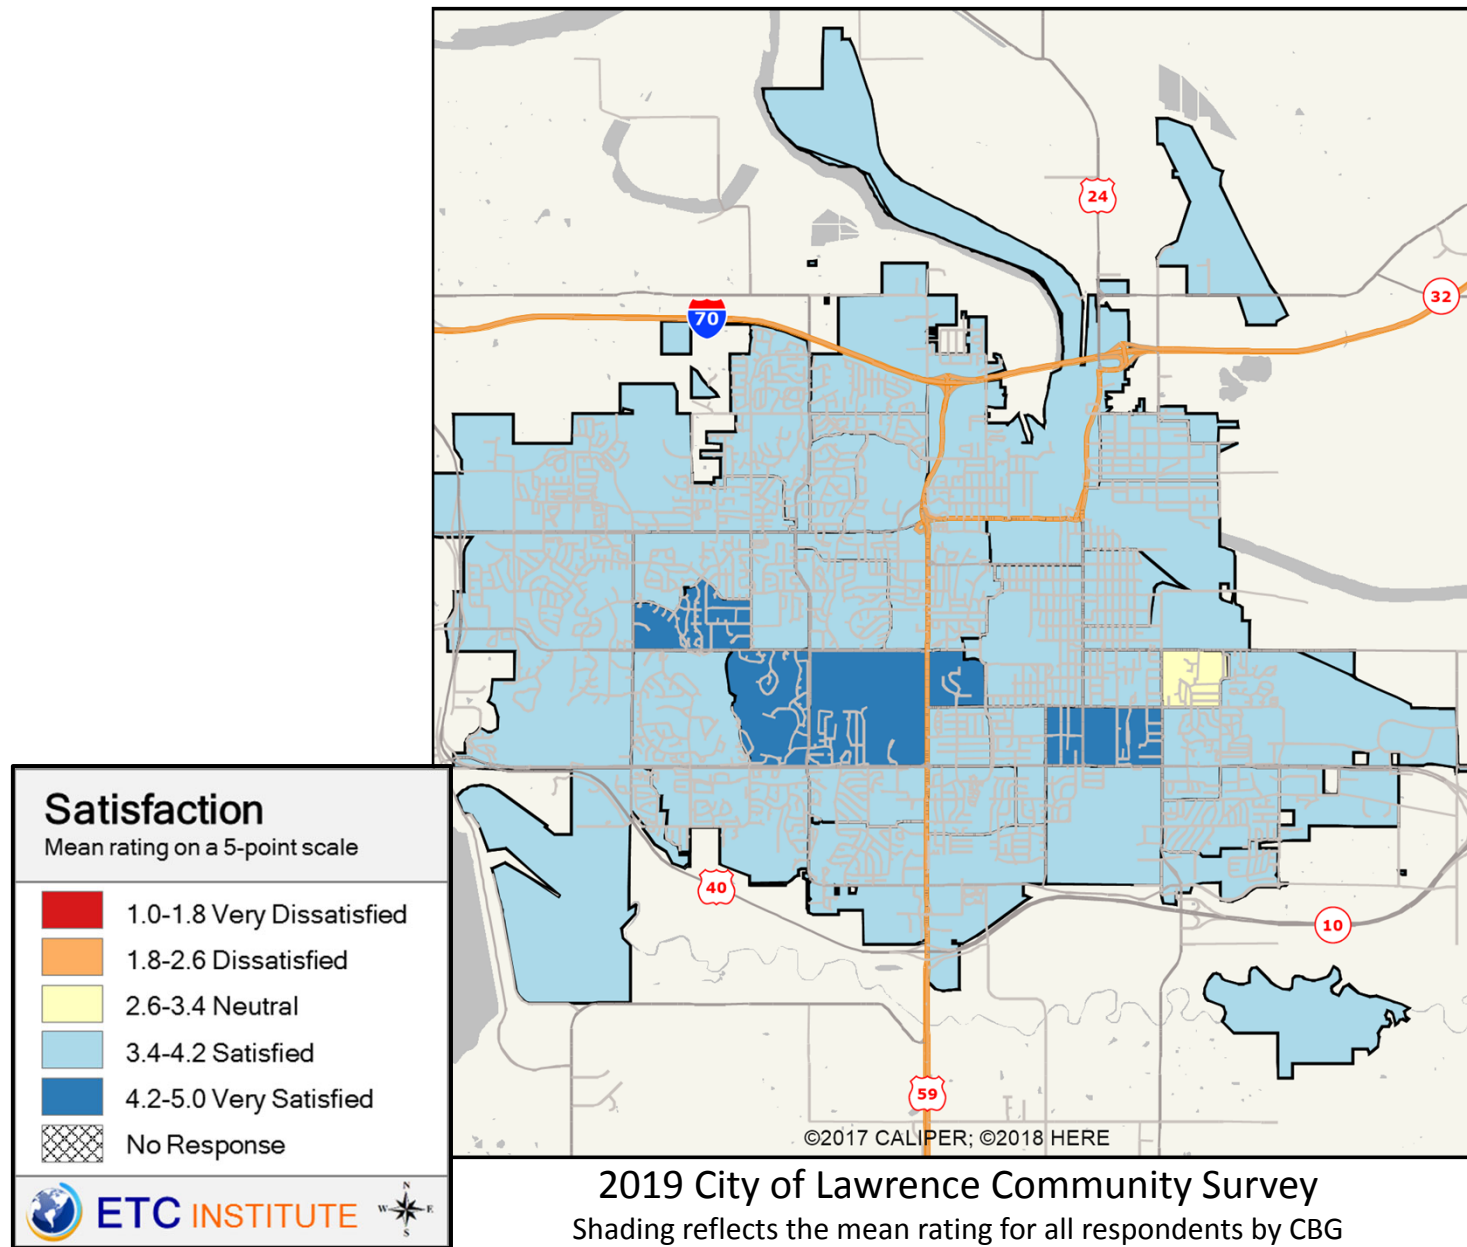 24
32
70
40
10
59
©2017 CALIPER; ©2018 HERE
Satisfaction
Mean rating on a 5-point scale
1.0-1.8 Very Dissatisfied
1.8-2.6 Dissatisfied
2.6-3.4 Neutral
3.4-4.2 Satisfied
4.2-5.0 Very Satisfied
No Response
ETC INSTITUTE
N
W E
S
2019 City of Lawrence Community Survey
Shading reflects the mean rating for all respondents by CBG